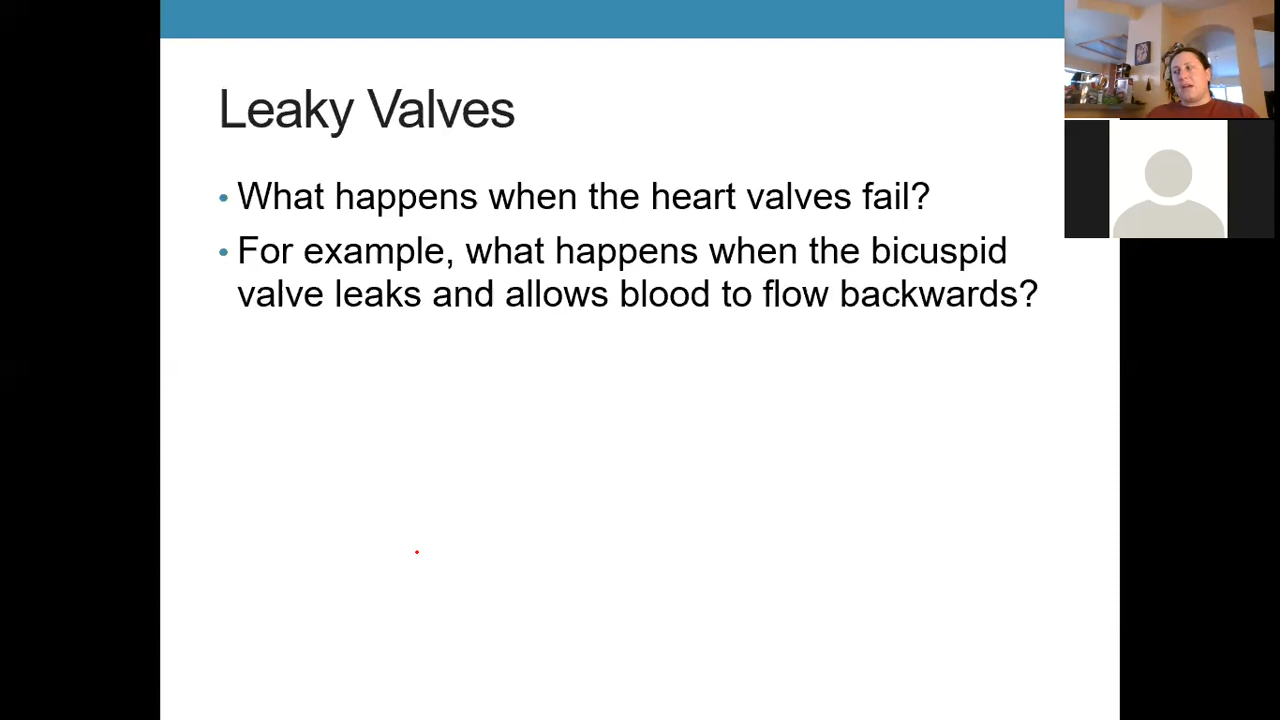 Leaky Valves
• What happens when the heart valves fail?
• For example, what happens when the bicuspid
valve leaks and allows blood to flow backwards?